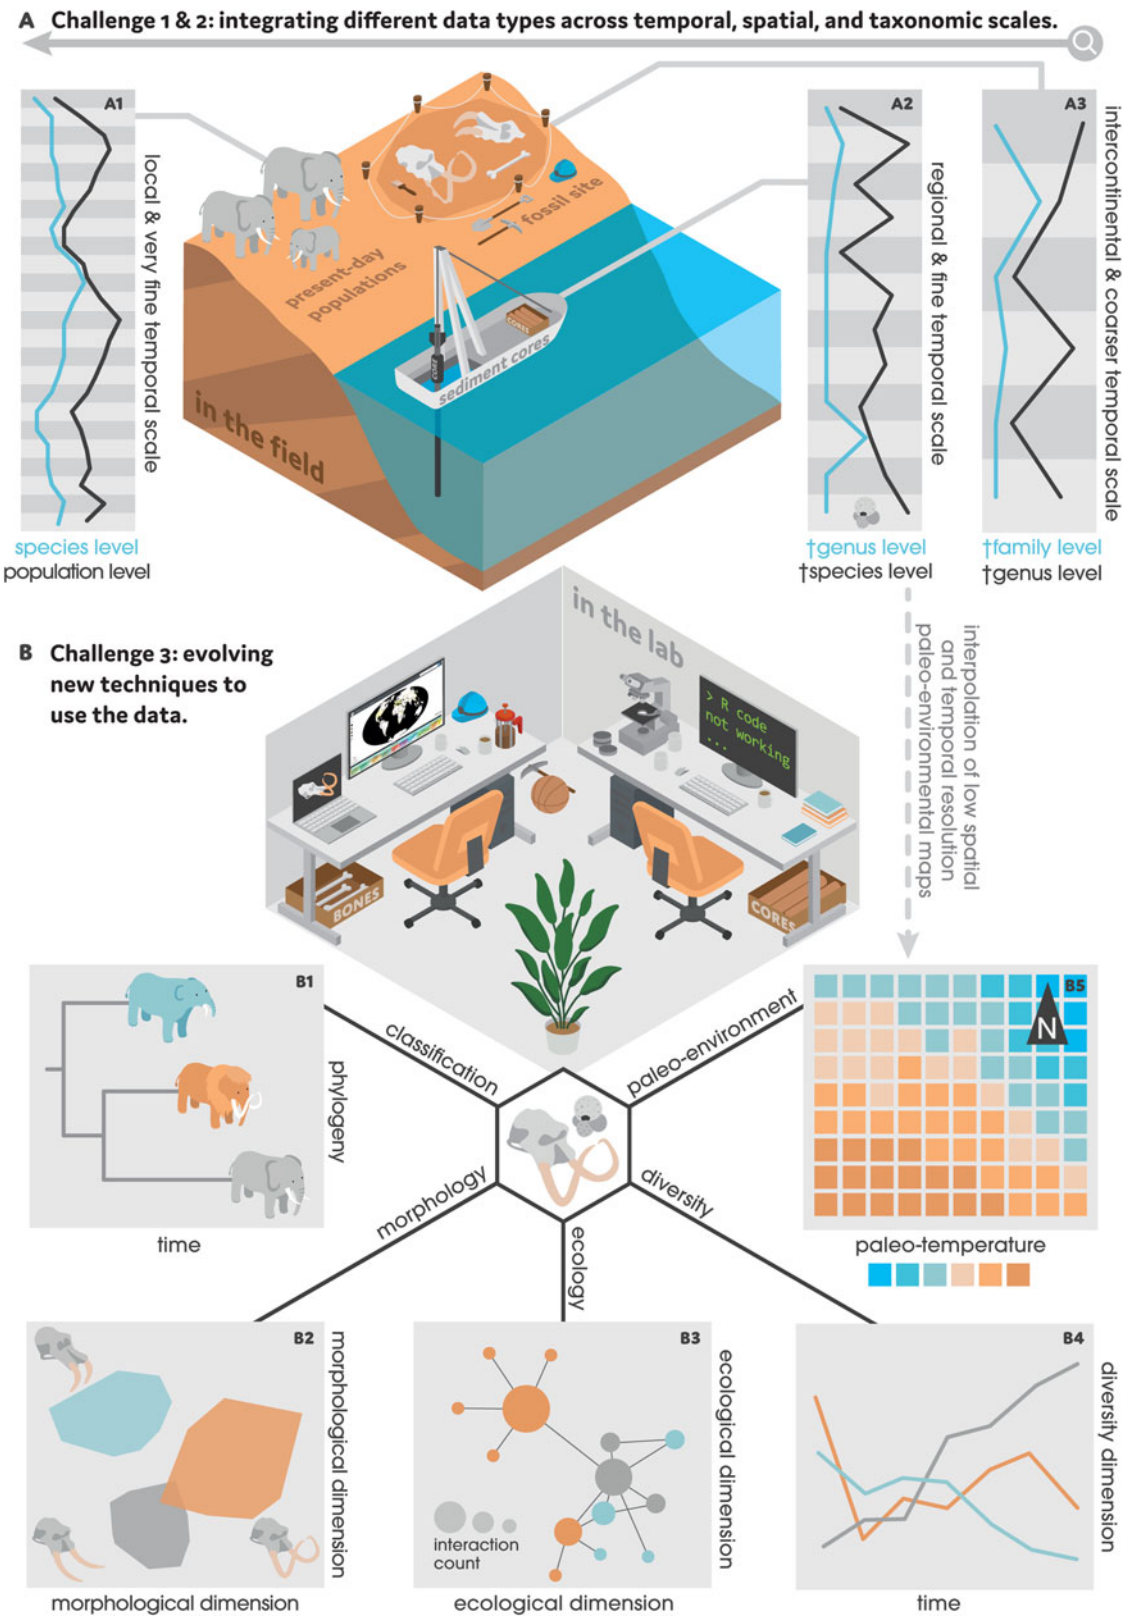 A Challenge 1 & 2: integrating different data types across temporal, spatial, and taxonomic scales.
A1
local & very fine temporal scale
species level
population level
present-day
populations
fossil site
in the field
CORES
CORE
sediment cores
A2
regional & fine temporal scale
†genus level
†species level
A3
intercontinental & coarser temporal scale
†family level
†genus level
interpolation of low spatial
and temporal resolution
paleo-environmental maps
B Challenge 3: evolving
new techniques to
use the data.
in the lab
> R code
not working
...
BONES
CORES
B1
phylogeny
time
classification
paleo-environment
morphology
diversity
ecology
B5
N
paleo-temperature
B2
morphological dimension
morphological dimension
B3
interaction
count
ecological dimension
ecological dimension
B4
diversity dimension
time